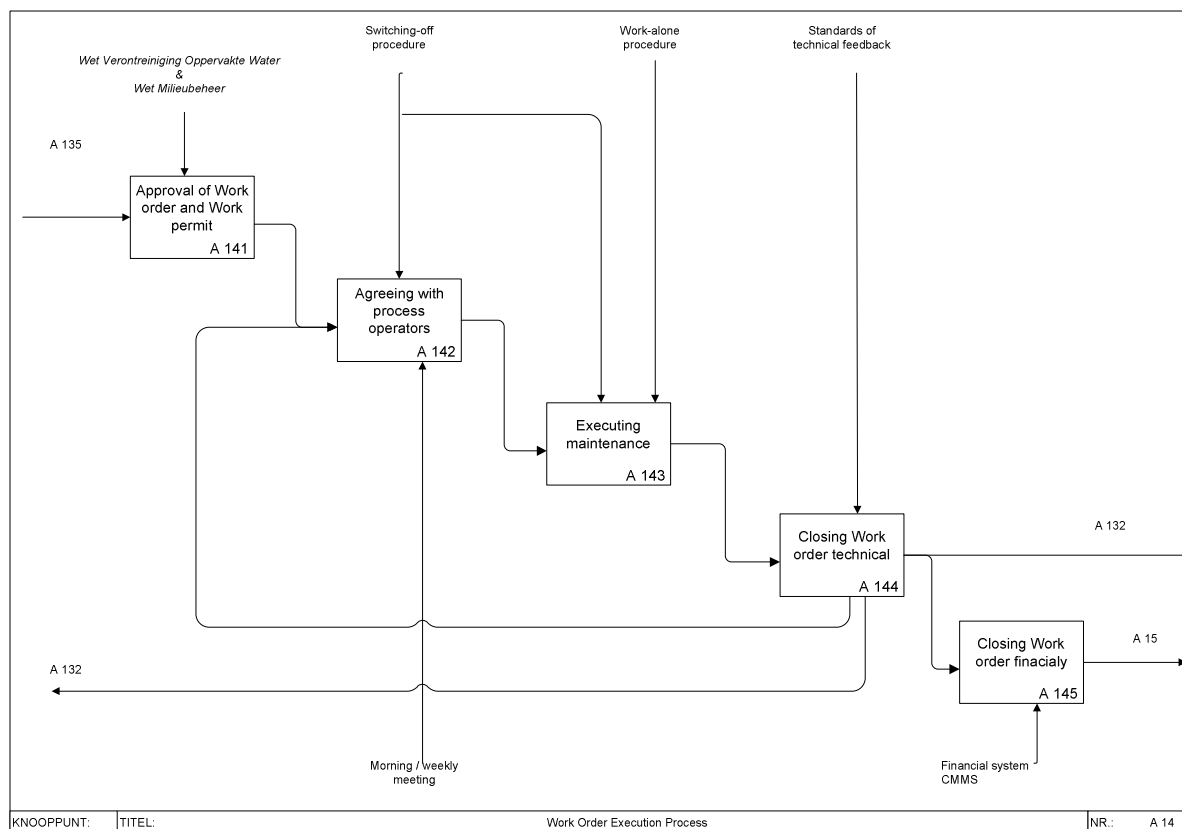 Switching-off
procedure
Work-alone
procedure
Standards of
technical feedback
Wet Verontreiniging Oppervakte Water
&
Wet Milieubeheer
A 135
Approval of Work
order and Work
permit
A 141
Agreeing with
process
operators
A 142
Executing
maintenance
A 143
A 132
Closing Work
order technical
A 144
A 132
Closing Work
order finacialy
A 145
A 15
Morning / weekly
meeting
Financial system
CMMS
KNOOPPUNT: TITEL: Work Order Execution Process NR.: A 14